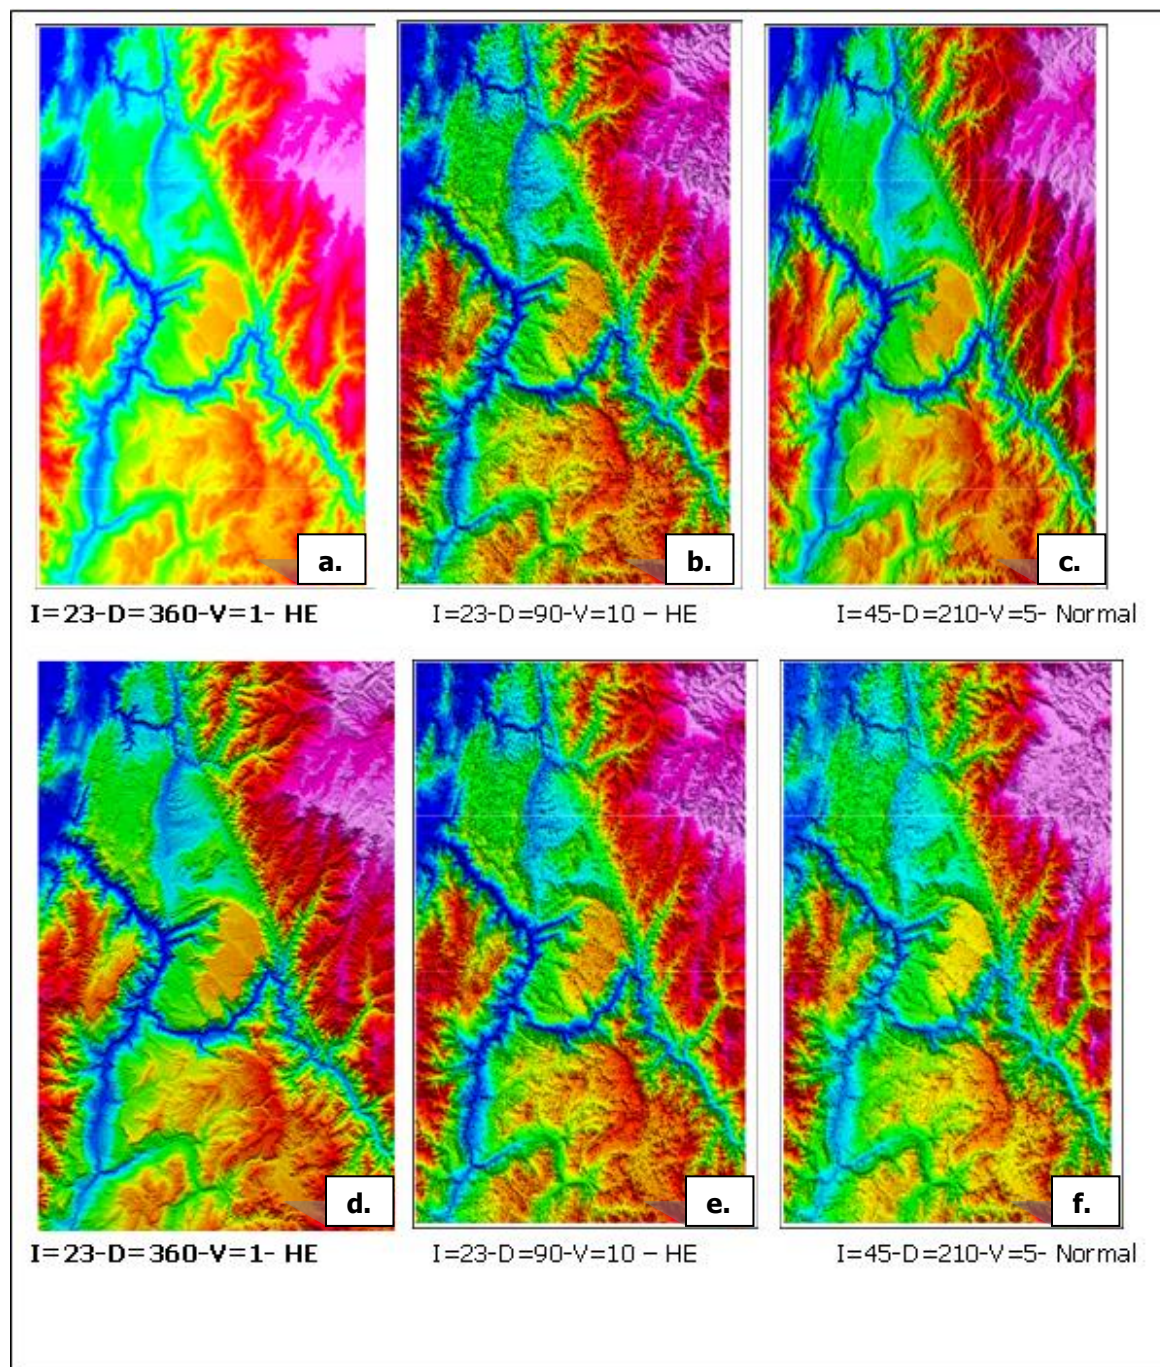 a.
b.
c.
I=23-D=360-V=1- HE
I=23-D=90-V=10 – HE
I=45-D=210-V=5- Normal
d.
e.
f.
I=23-D=360-V=1- HE
I=23-D=90-V=10 – HE
I=45-D=210-V=5- Normal